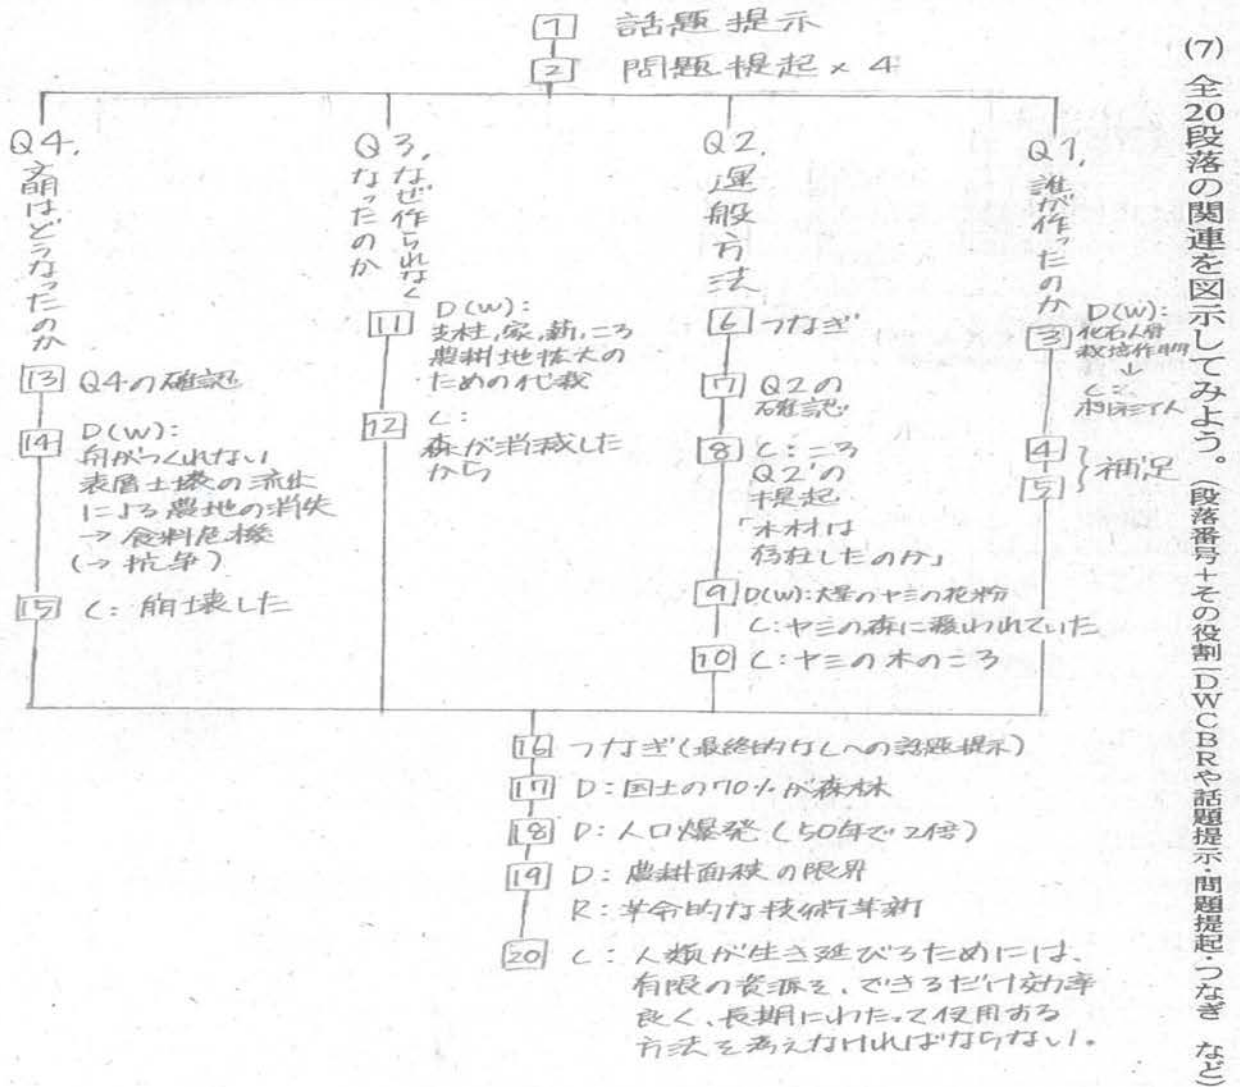 (7) 全20段落の関連を図示してみよう。(段落番号+その役割(DWCBRや話題提示・問題提起・つなぎ など
1 話題提示
2 問題提起×4
Q1, 誰が作ったのか
3 D(W):
化石人骨
栽培作物
↓
C:
ポリネシア人
4
5
補足
Q2, 運搬方法
6 つなぎ
7 Q2の
確認
8 C:ころ
Q2'の
提起
「木材は
存在したのか」
9 D(W):大量のヤシの花粉
C:ヤシの森に覆われていた
10 C:ヤシの木のころ
Q3, なぜ作られなく
なったのか
11 D(W):
支柱,家,薪,ころ
農耕地拡大の
ための伐栽
12 C:
森が消滅した
から
Q4, 文明はどうなったのか
13 Q4の確認
14 D(W):
舟がつくれない
表層土壌の流出
による農地の消失
→食料危機
(→抗争)
15 C:崩壊した
16 つなぎ(最終的なCへの話題提示)
17 D:国土の70%が森林
18 D:人口爆発(50年で2倍)
19 D:農耕面積の限界
R:革命的な技術革新
20 C:人類が生き延びるためには、
有限の資源を、できるだけ効率
良く、長期にわたって使用する
方法を考えなければならない。